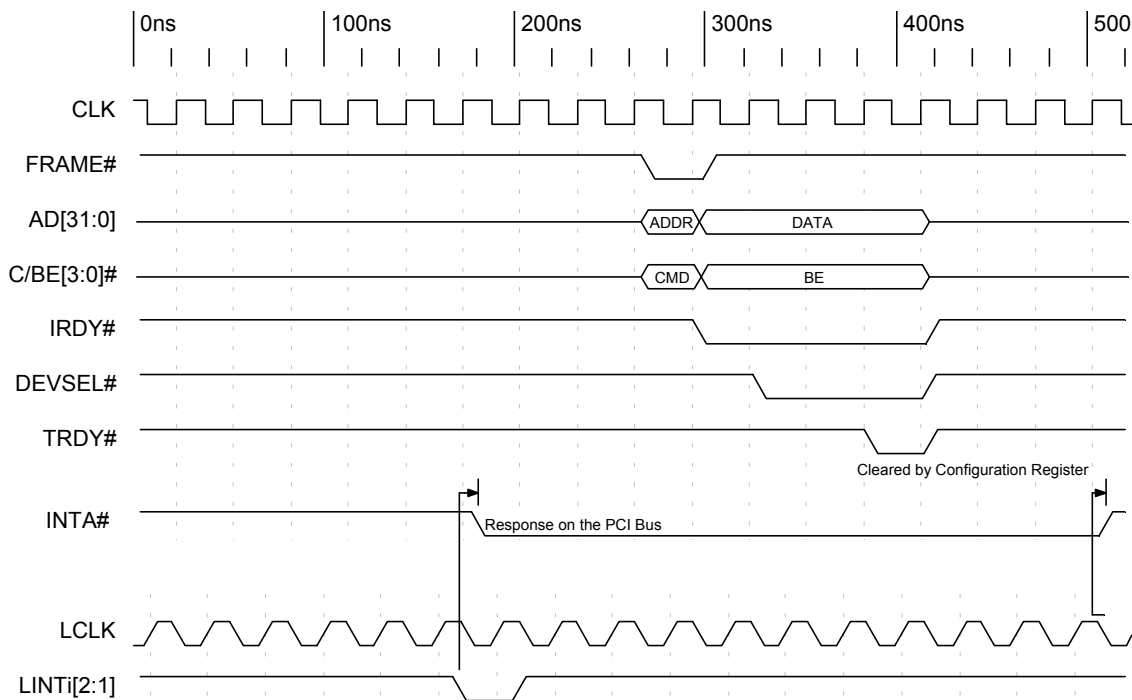 0ns 100ns 200ns 300ns 400ns 500
CLK
FRAME#
AD[31:0] ADDR DATA
C/BE[3:0]# CMD BE
IRDY#
DEVSEL#
TRDY#
Cleared by Configuration Register
INTA# Response on the PCI Bus
LCLK
LINTi[2:1]